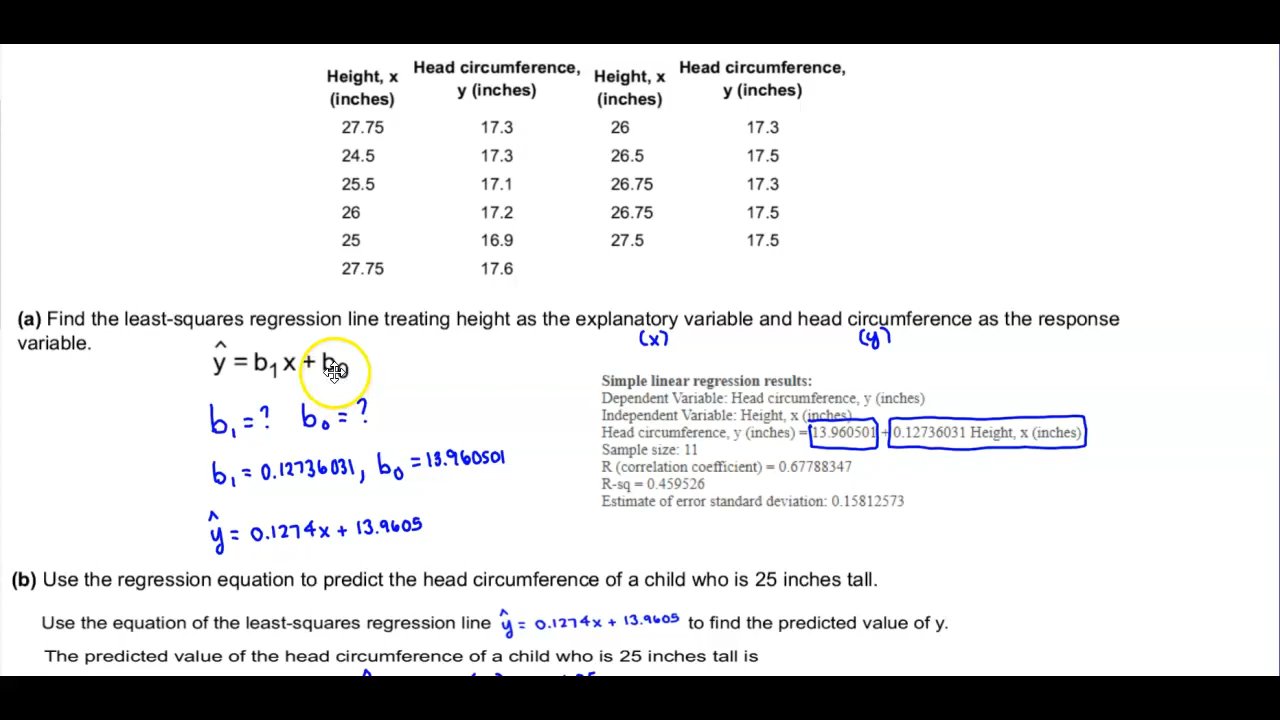 Height, x (inches) Head circumference, y (inches) Height, x (inches) Head circumference, y (inches)
27.75 17.3 26 17.3
24.5 17.3 26.5 17.5
25.5 17.1 26.75 17.3
26 17.2 26.75 17.5
25 16.9 27.5 17.5
27.75 17.6
(a) Find the least-squares regression line treating height as the explanatory variable and head circumference as the response
variable.
(x) (y)
ŷ = b₁ x + b₀
b₁ = ? b₀ = ?
b₁ = 0.12736031, b₀ = 13.960501
ŷ = 0.1274x + 13.9605
Simple linear regression results:
Dependent Variable: Head circumference, y (inches)
Independent Variable: Height, x (inches)
Head circumference, y (inches) = 13.960501 + 0.12736031 Height, x (inches)
Sample size: 11
R (correlation coefficient) = 0.67788347
R-sq = 0.459526
Estimate of error standard deviation: 0.15812573
(b) Use the regression equation to predict the head circumference of a child who is 25 inches tall.
Use the equation of the least-squares regression line ŷ = 0.1274x + 13.9605 to find the predicted value of y.
The predicted value of the head circumference of a child who is 25 inches tall is